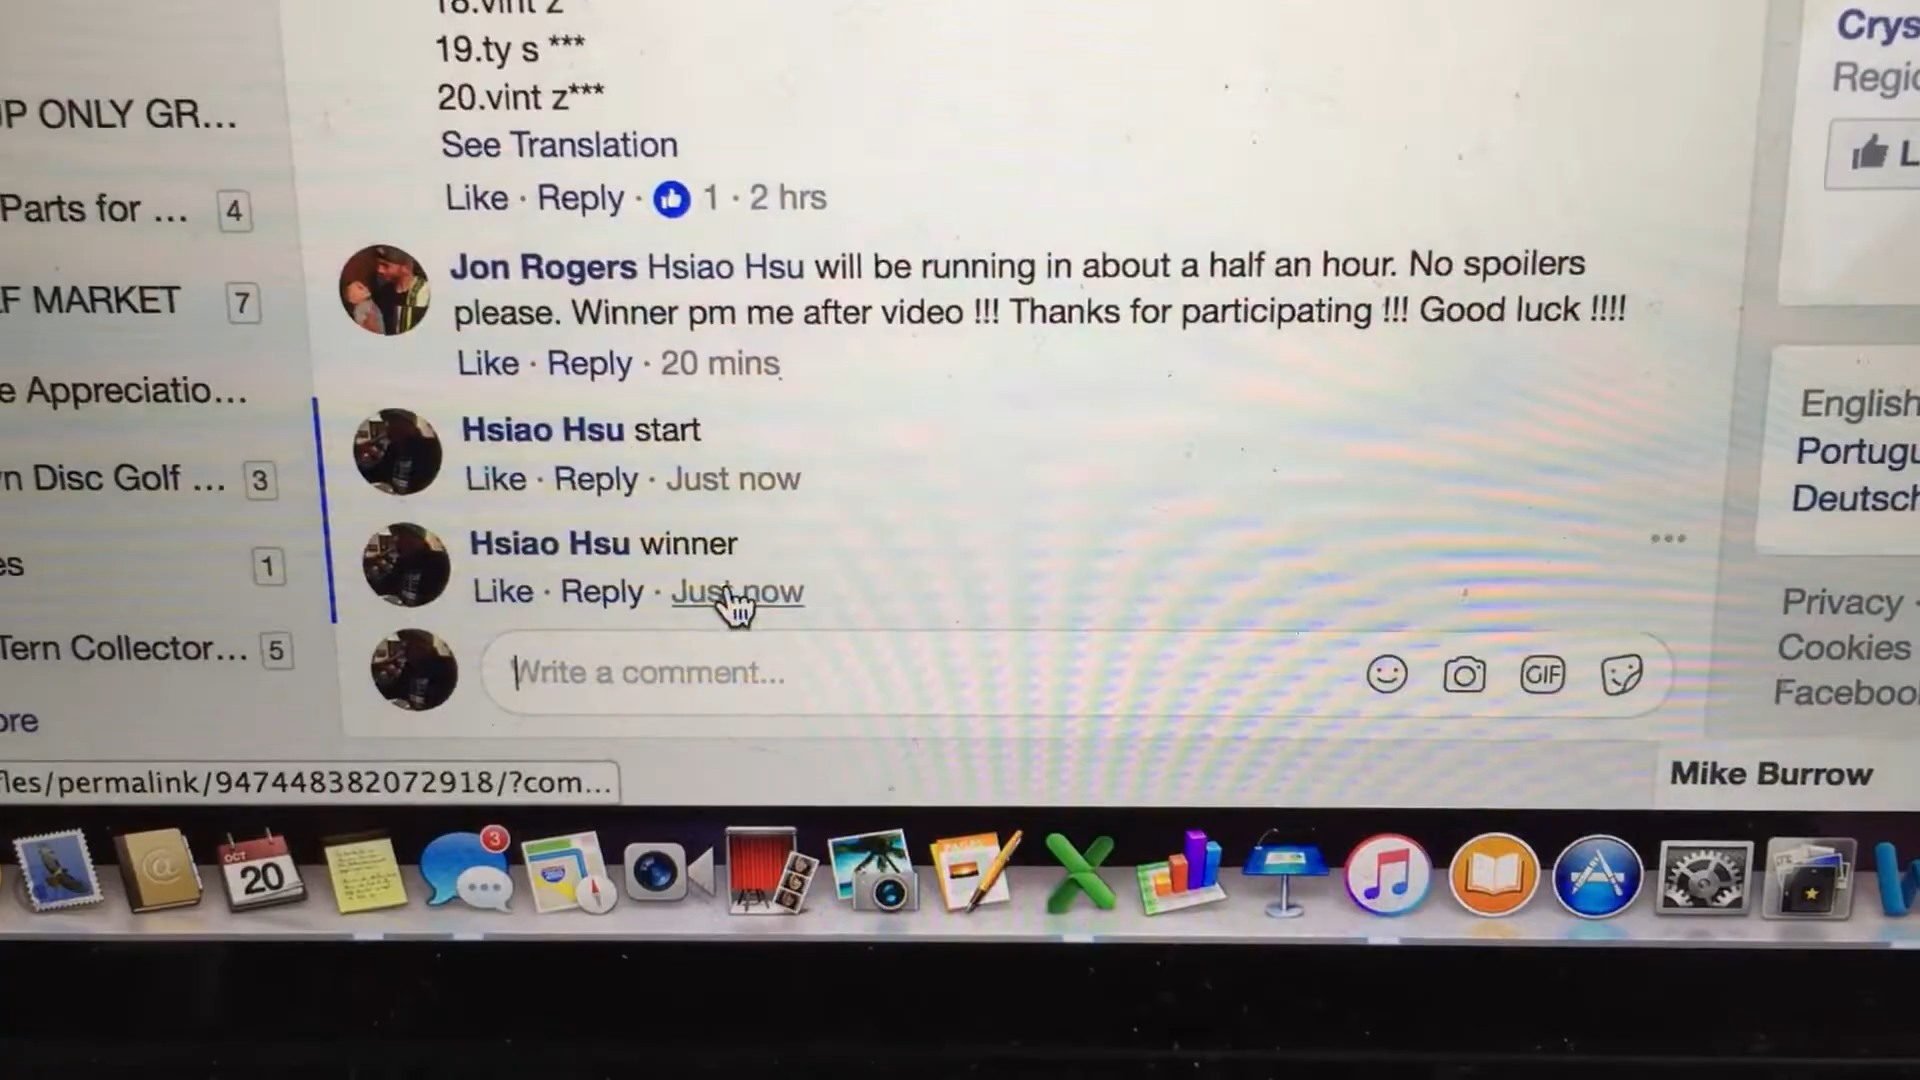 18.vint z
19.ty s ***
20.vint z***
See Translation
Like · Reply · 1 · 2 hrs
Jon Rogers Hsiao Hsu will be running in about a half an hour. No spoilers
please. Winner pm me after video !!! Thanks for participating !!! Good luck !!!!
Like · Reply · 20 mins
Hsiao Hsu start
Like · Reply · Just now
Hsiao Hsu winner
Like · Reply · Just now
Write a comment...
GIF
P ONLY GR...
Parts for ... 4
F MARKET 7
e Appreciatio...
n Disc Golf ... 3
es 1
Tern Collector... 5
ore
les/permalink/947448382072918/?com...
Crys
Regio
L
English
Portugu
Deutsch
Privacy ·
Cookies
Faceboo
Mike Burrow
OCT
20
3